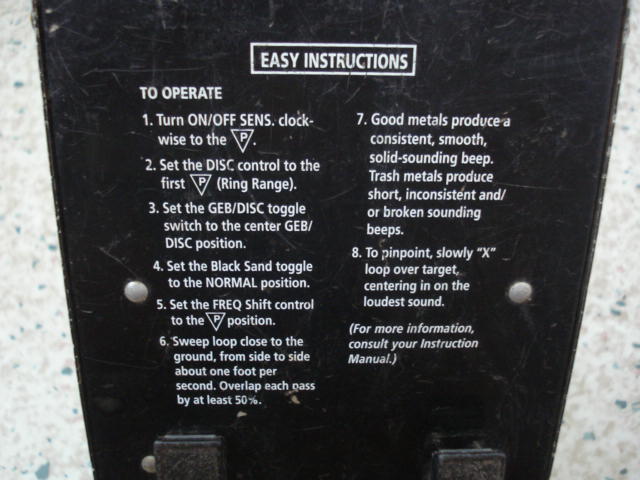 EASY INSTRUCTIONS
TO OPERATE
1. Turn ON/OFF SENS. clock-
wise to the P.
2. Set the DISC control to the
first P (Ring Range).
3. Set the GEB/DISC toggle
switch to the center GEB/
DISC position.
4. Set the Black Sand toggle
to the NORMAL position.
5. Set the FREQ Shift control
to the P position.
6. Sweep loop close to the
ground, from side to side
about one foot per
second. Overlap each pass
by at least 50%.
7. Good metals produce a
consistent, smooth,
solid-sounding beep.
Trash metals produce
short, inconsistent and/
or broken sounding
beeps.
8. To pinpoint, slowly "X"
loop over target,
centering in on the
loudest sound.
(For more information,
consult your Instruction
Manual.)